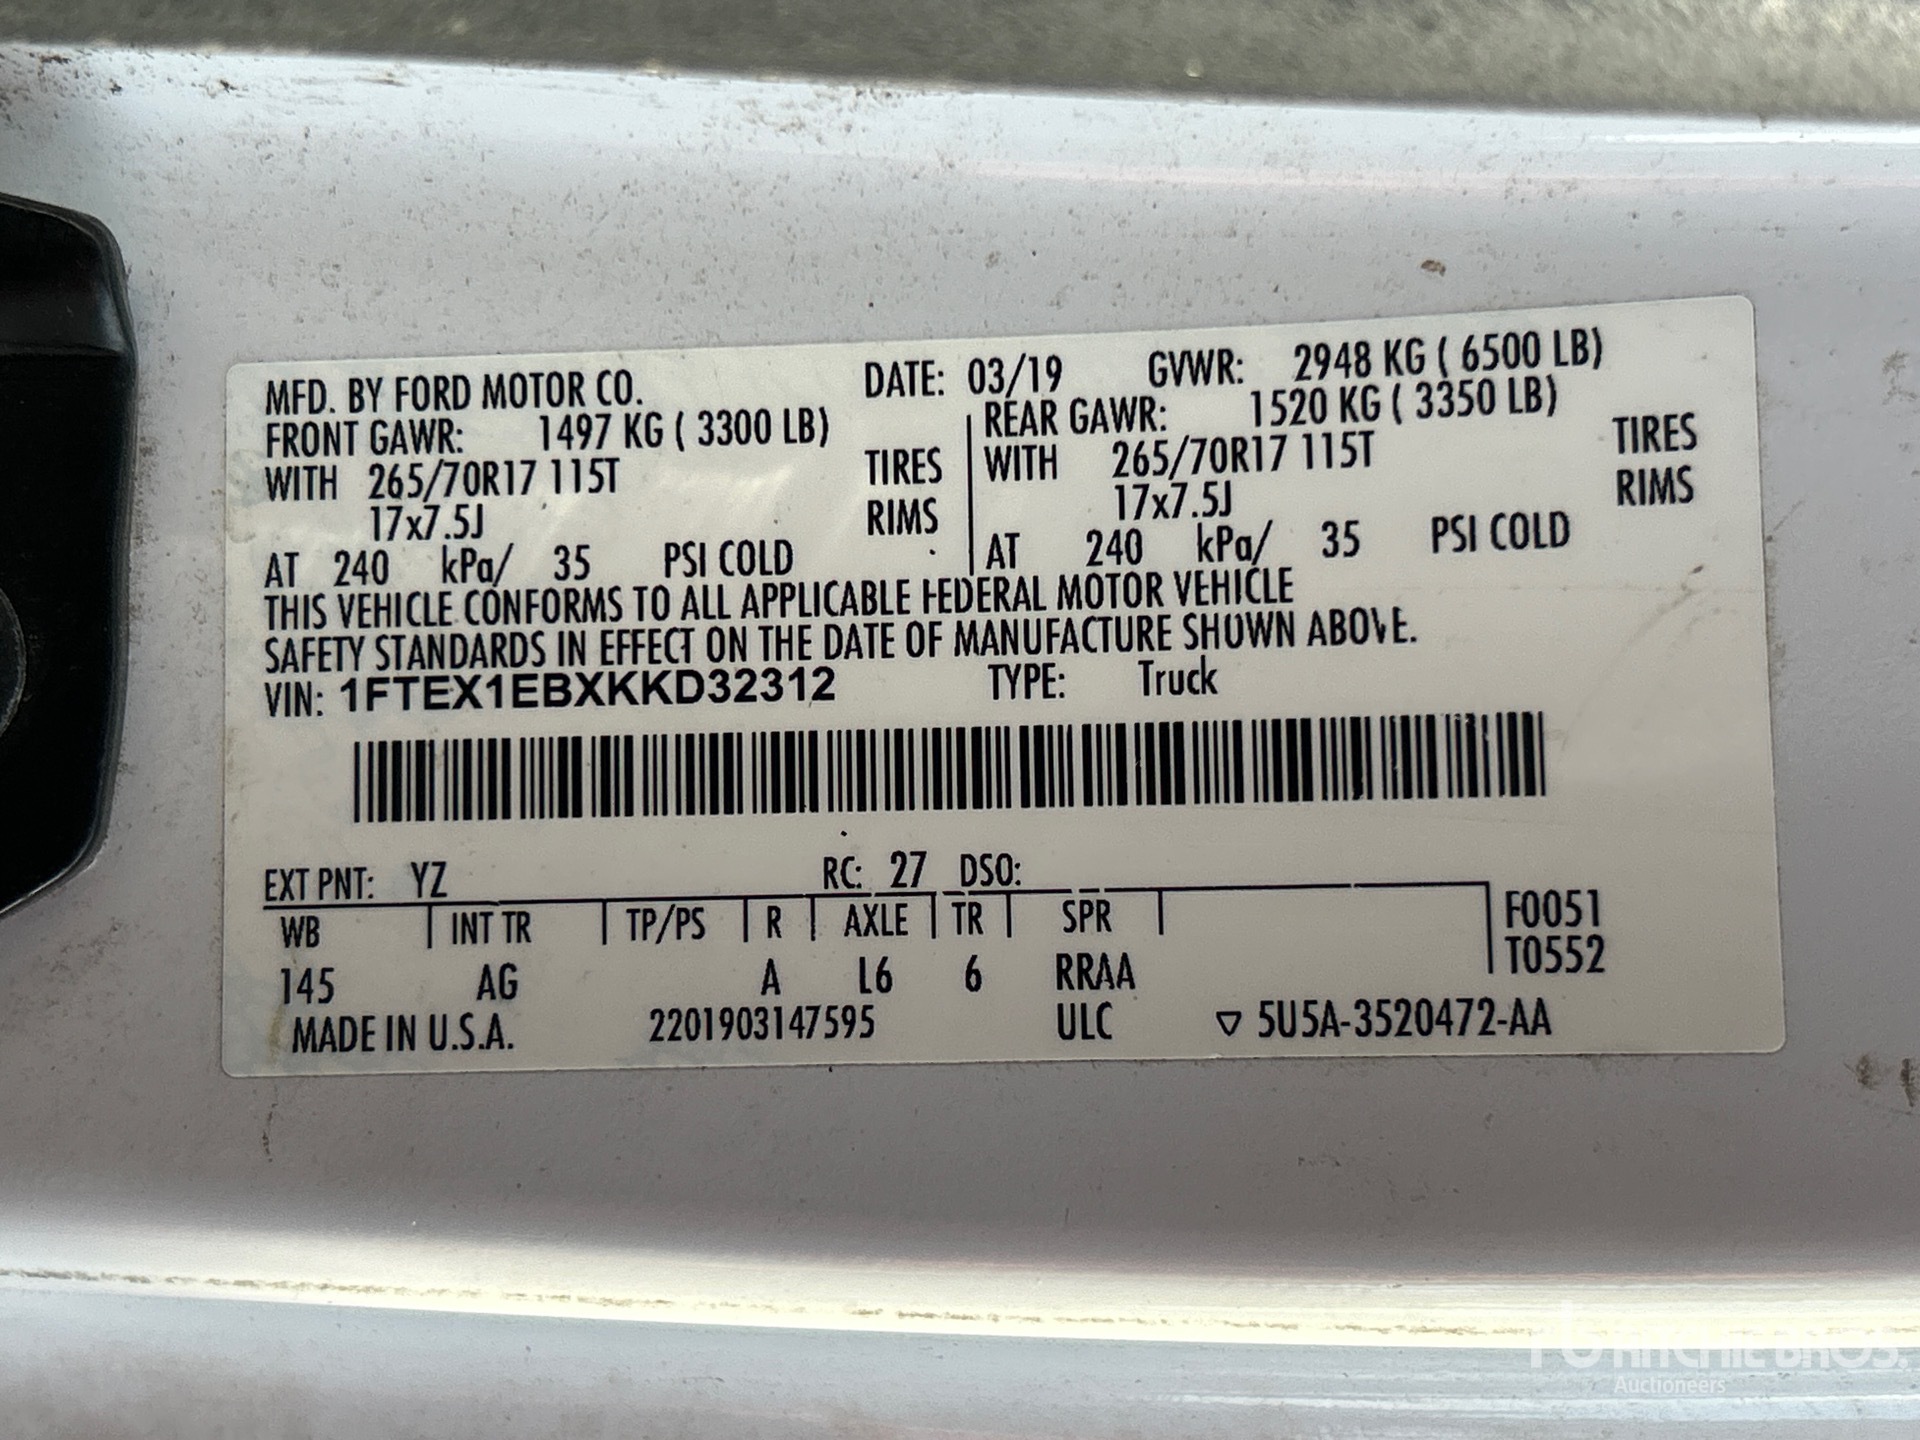 MFD. BY FORD MOTOR CO. DATE: 03/19 GVWR: 2948 KG ( 6500 LB)
FRONT GAWR: 1497 KG ( 3300 LB) REAR GAWR: 1520 KG ( 3350 LB)
WITH 265/70R17 115T TIRES WITH 265/70R17 115T TIRES
17x7.5J RIMS 17x7.5J RIMS
AT 240 kPa/ 35 PSI COLD AT 240 kPa/ 35 PSI COLD
THIS VEHICLE CONFORMS TO ALL APPLICABLE FEDERAL MOTOR VEHICLE
SAFETY STANDARDS IN EFFECT ON THE DATE OF MANUFACTURE SHOWN ABOVE.
VIN: 1FTEX1EBXKKD32312 TYPE: Truck
EXT PNT: YZ RC: 27 DSO:
WB INT TR TP/PS R AXLE TR SPR F0051
T0552
145 AG A L6 6 RRAA
MADE IN U.S.A. 2201903147595 ULC ▽ 5U5A-3520472-AA
RITCHIE BROS.
Auctioneers